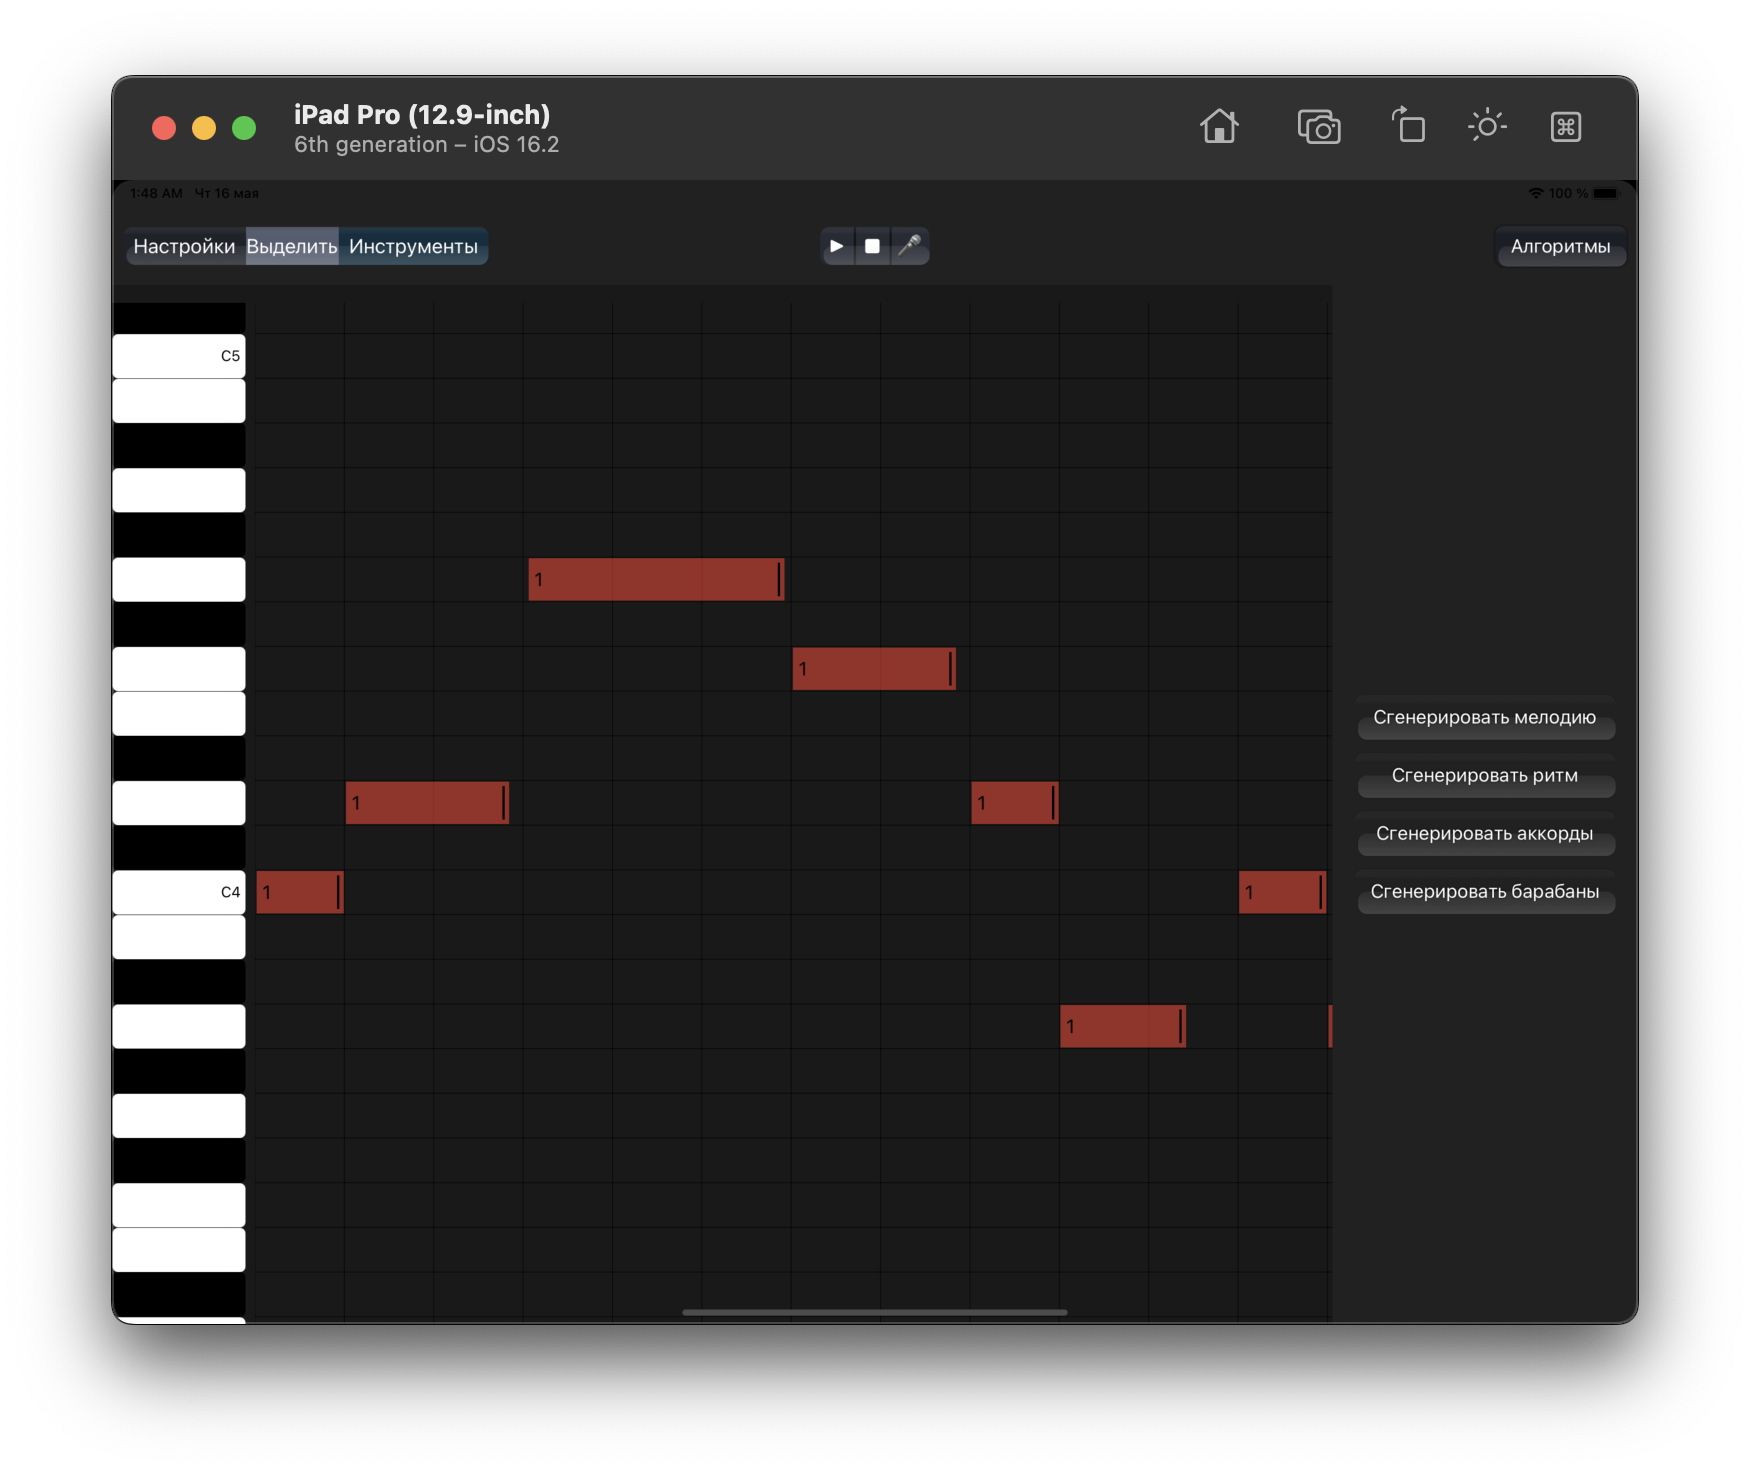 iPad Pro (12.9-inch)
6th generation – iOS 16.2
1:48 AM Чт 16 мая
100 %
Настройки Выделить Инструменты
Алгоритмы
C5
1
1
Сгенерировать мелодию
Сгенерировать ритм
1
1
Сгенерировать аккорды
C4
1
1
Сгенерировать барабаны
1